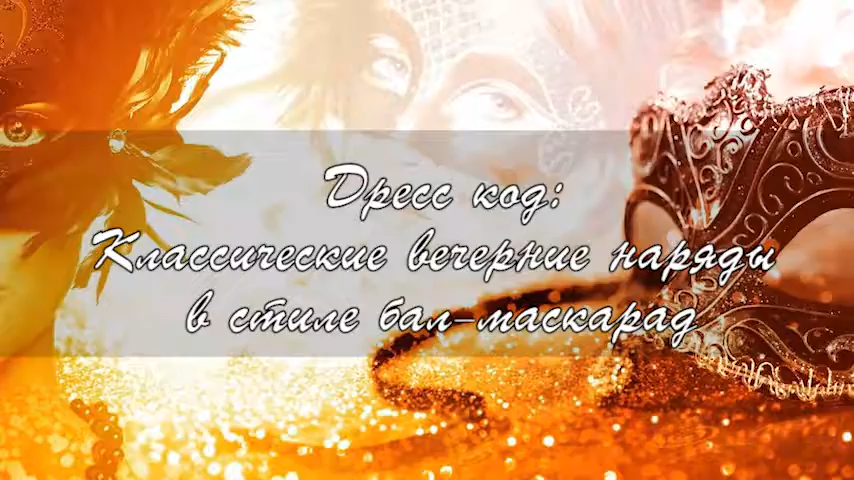 Дресс код:
Классические вечерние наряды
в стиле бал-маскарад